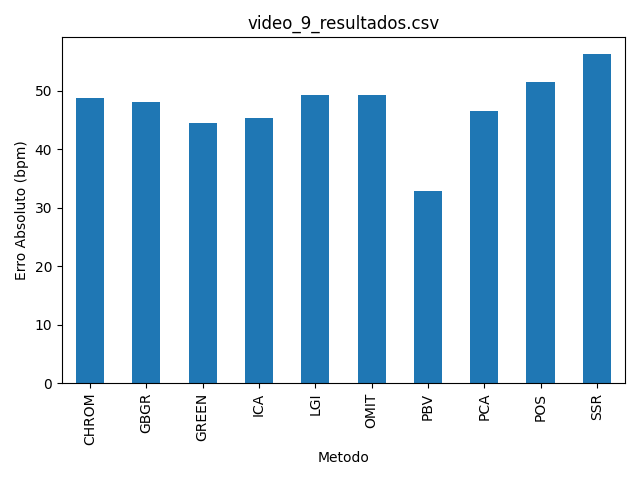 video_9_resultados.csv
Erro Absoluto (bpm)
50
40
30
20
10
0
CHROM
GBGR
GREEN
ICA
LGI
OMIT
PBV
PCA
POS
SSR
Metodo